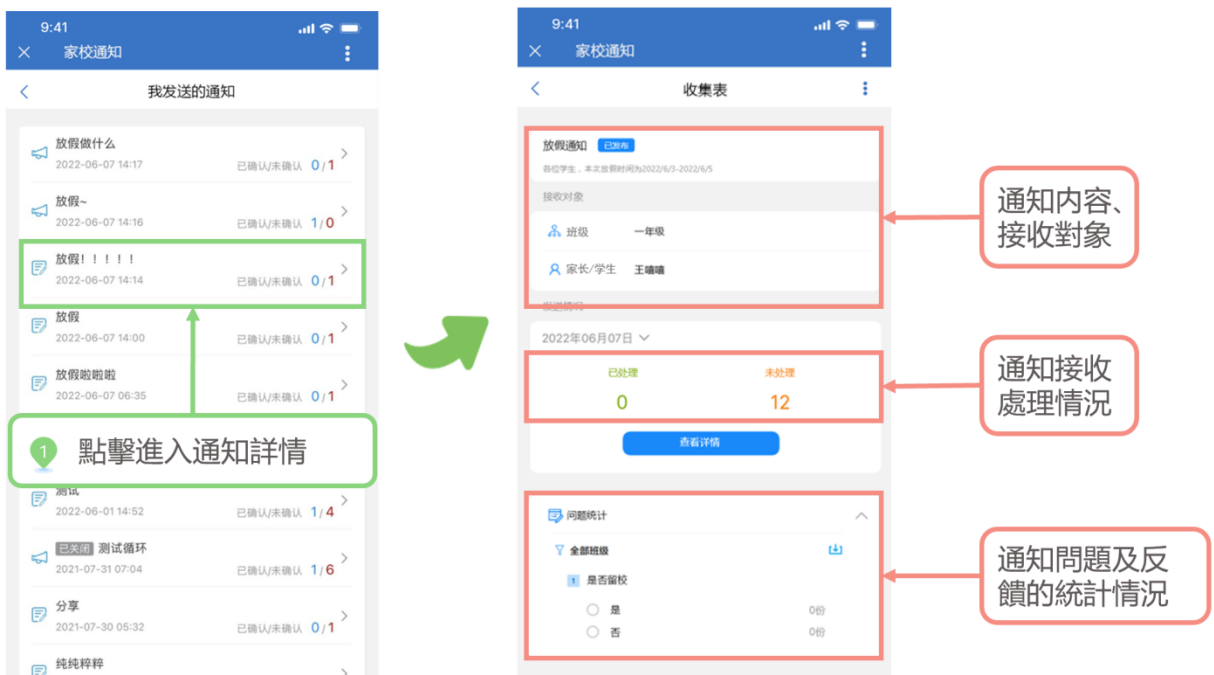 9:41
家校通知
我发送的通知
放假做什么
2022-06-07 14:17
已确认/未确认 0/1
放假~
2022-06-07 14:16
已确认/未确认 1/0
放假!!!!!
2022-06-07 14:14
已确认/未确认 0/1
放假
2022-06-07 14:00
已确认/未确认 0/1
放假啦啦啦
2022-06-07 06:35
已确认/未确认 0/1
1 點擊進入通知詳情
测试
2022-06-01 14:52
已确认/未确认 1/4
已关闭 测试循环
2021-07-31 07:04
已确认/未确认 1/6
分享
2021-07-30 05:32
已确认/未确认 0/1
纯纯粹粹
9:41
家校通知
收集表
放假通知 已发布
各位学生,本次放假时间为2022/6/3-2022/6/5
接收对象
班级 一年级
家长/学生 王嘻嘻
发送情况
2022年06月07日
已处理 未处理
0 12
查看详情
问题统计
全部班级
1 是否留校
是 0份
否 0份
通知内容、
接收對象
通知接收
處理情况
通知問題及反
饋的統計情況